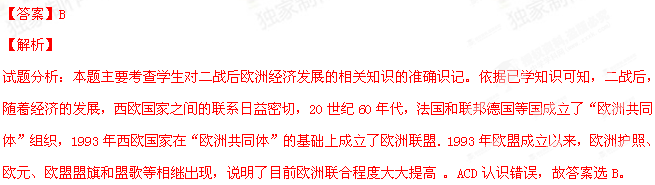 【答案】B
【解析】
试题分析：本题主要考查学生对二战后欧洲经济发展的相关知识的准确识记。依据已学知识可知，二战后，
随着经济的发展，西欧国家之间的联系日益密切，20 世纪 60 年代，法国和联邦德国等国成立了“欧洲共同
体”组织，1993 年西欧国家在“欧洲共同体”的基础上成立了欧洲联盟．1993 年欧盟成立以来，欧洲护照、
欧元、欧盟盟旗和盟歌等相继出现，说明了目前欧洲联合程度大大提高 。ACD 认识错误，故答案选 B。